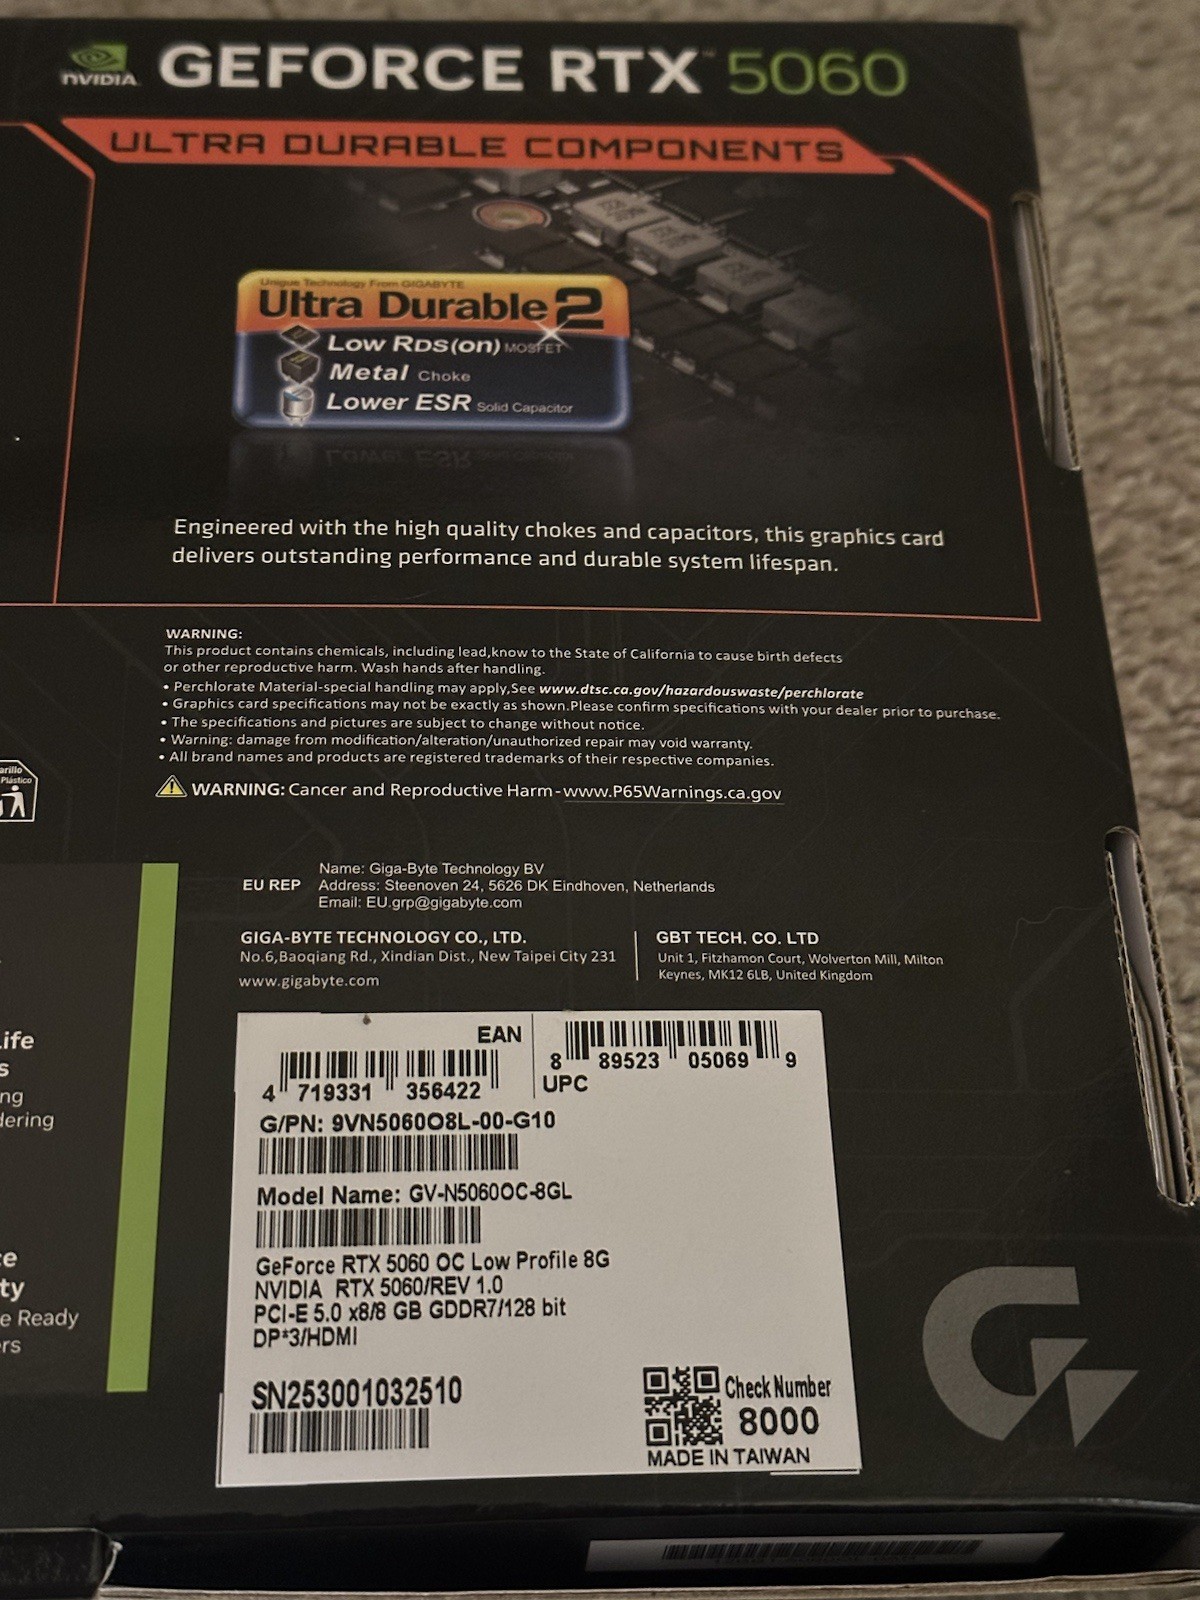 NVIDIA. GEFORCE RTX™ 5060
ULTRA DURABLE COMPONENTS
Unique Technology From GIGABYTE
Ultra Durable 2
Low RDS(on) MOSFET
Metal Choke
Lower ESR Solid Capacitor
Engineered with the high quality chokes and capacitors, this graphics card
delivers outstanding performance and durable system lifespan.
WARNING:
This product contains chemicals, including lead,know to the State of California to cause birth defects
or other reproductive harm. Wash hands after handling.
• Perchlorate Material-special handling may apply,See www.dtsc.ca.gov/hazardouswaste/perchlorate
• Graphics card specifications may not be exactly as shown.Please confirm specifications with your dealer prior to purchase.
• The specifications and pictures are subject to change without notice.
• Warning: damage from modification/alteration/unauthorized repair may void warranty.
• All brand names and products are registered trademarks of their respective companies.
WARNING: Cancer and Reproductive Harm-www.P65Warnings.ca.gov
arillo
Plástico
EU REP
Name: Giga-Byte Technology BV
Address: Steenoven 24, 5626 DK Eindhoven, Netherlands
Email: EU.grp@gigabyte.com
GIGA-BYTE TECHNOLOGY CO., LTD.
No.6,Baoqiang Rd., Xindian Dist., New Taipei City 231
www.gigabyte.com
GBT TECH. CO. LTD
Unit 1, Fitzhamon Court, Wolverton Mill, Milton
Keynes, MK12 6LB, United Kingdom
ife
s
ng
dering
ce
ty
e Ready
rs
EAN
4 719331 356422
8 89523 05069 9
UPC
G/PN: 9VN5060O8L-00-G10
Model Name: GV-N5060OC-8GL
GeForce RTX 5060 OC Low Profile 8G
NVIDIA RTX 5060/REV 1.0
PCI-E 5.0 x8/8 GB GDDR7/128 bit
DP*3/HDMI
SN253001032510
Check Number
8000
MADE IN TAIWAN